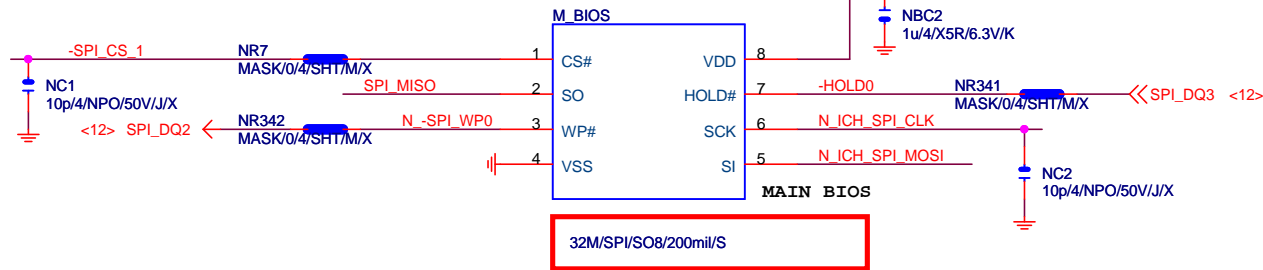 M_BIOS
NBC2
1u/4/X5R/6.3V/K
-SPI_CS_1
NR7
MASK/0/4/SHT/M/X
1
CS#
VDD
8
NC1
10p/4/NPO/50V/J/X
SPI_MISO
2
SO
HOLD#
7
-HOLD0
NR341
MASK/0/4/SHT/M/X
SPI_DQ3 <12>
<12> SPI_DQ2
NR342
MASK/0/4/SHT/M/X
N_-SPI_WP0
3
WP#
SCK
6
N_ICH_SPI_CLK
4
VSS
SI
5
N_ICH_SPI_MOSI
NC2
10p/4/NPO/50V/J/X
MAIN BIOS
32M/SPI/SO8/200mil/S